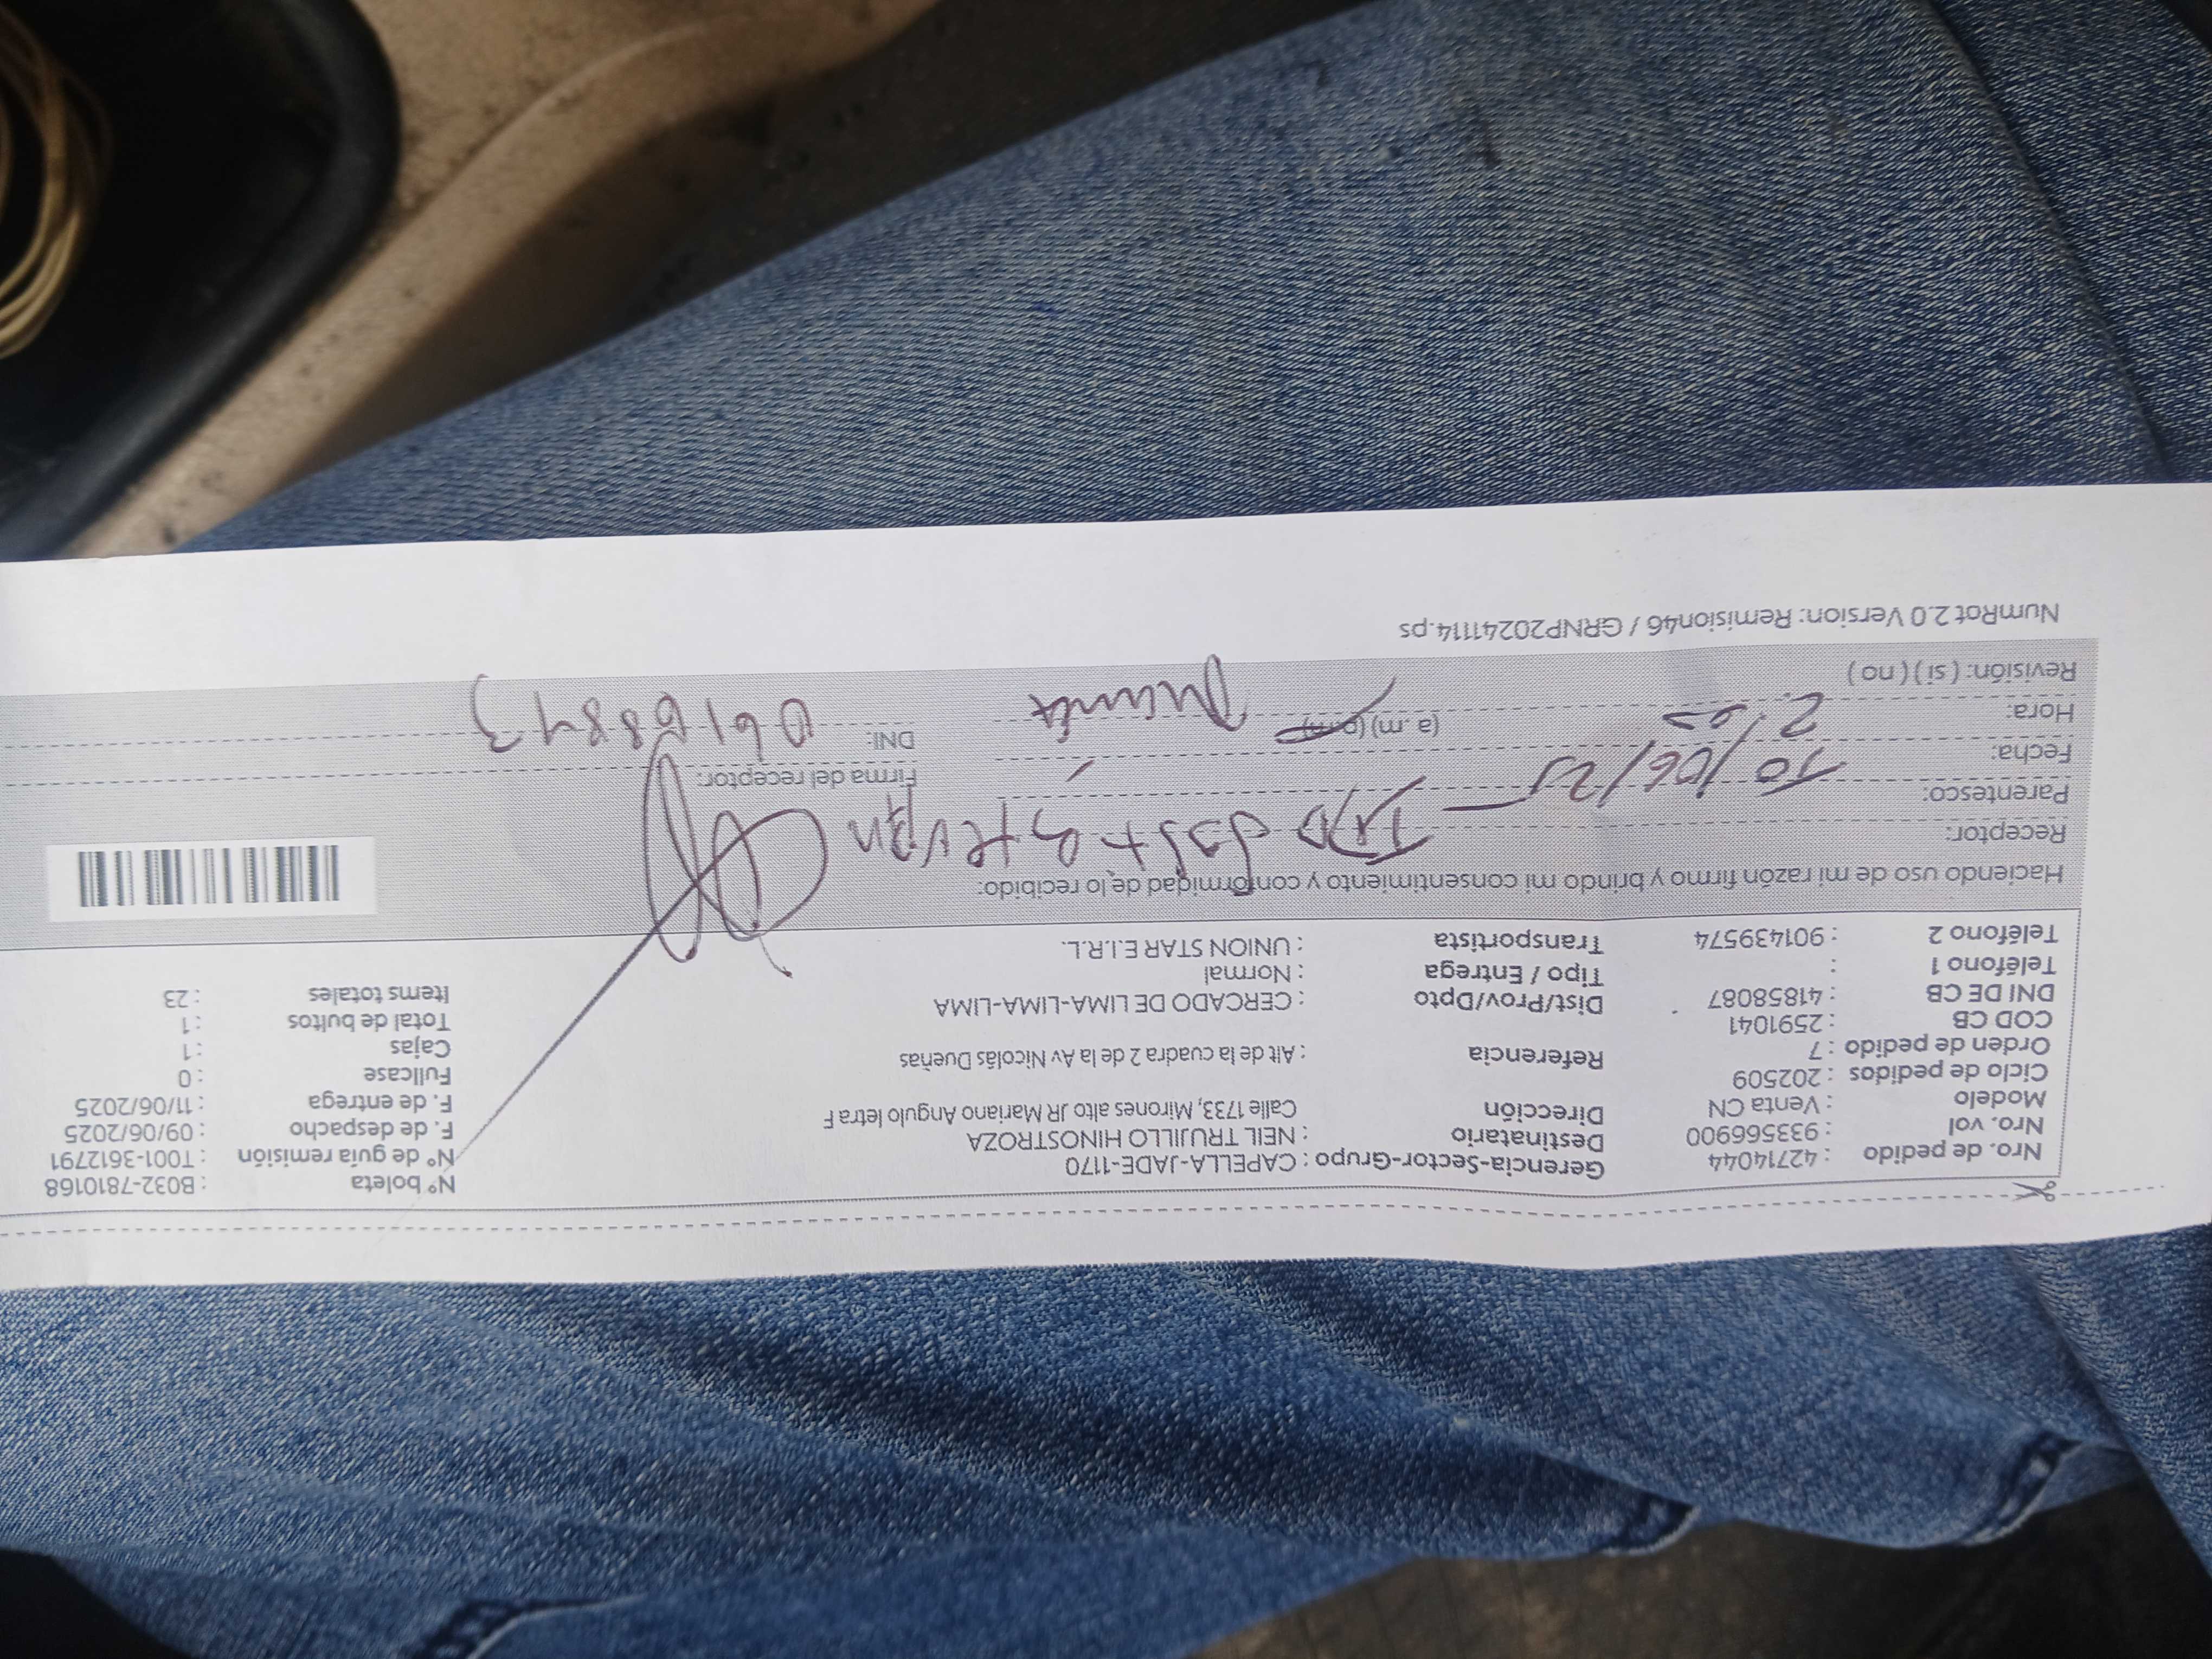 Nro. de pedido : 42714044 Gerencia-Sector-Grupo : CAPELLA-JADE-1170 Nº boleta : B032-7810168
Nro. vol : 933566900 Destinatario : NEIL TRUJILLO HINOSTROZA Nº de guía remisión : T001-3612791
Modelo : Venta CN Dirección Calle 1733, Mirones alto JR Mariano Angulo letra F F. de despacho : 09/06/2025
Ciclo de pedidos : 202509 F. de entrega : 11/06/2025
Orden de pedido : 7 Referencia : Alt de la cuadra 2 de la Av Nicolás Dueñas Fullcase : 0
COD CB : 2591041 Cajas : 1
DNI DE CB : 41858087 Dist/Prov/Dpto : CERCADO DE LIMA-LIMA-LIMA Total de bultos : 1
Teléfono 1 : Tipo / Entrega : Normal Items totales : 23
Teléfono 2 : 901439574 Transportista : UNION STAR E.I.R.L.
Haciendo uso de mi razón firmo y brindo mi consentimiento y conformidad de lo recibido:
Receptor:
Parentesco:
Firma del receptor:
Fecha: 10/06/25
Hora: (a.m) (p.m) DNI:
Revisión: ( si ) ( no )
NumRot 2.0 Version: Remision46 / GRNP20241114.ps